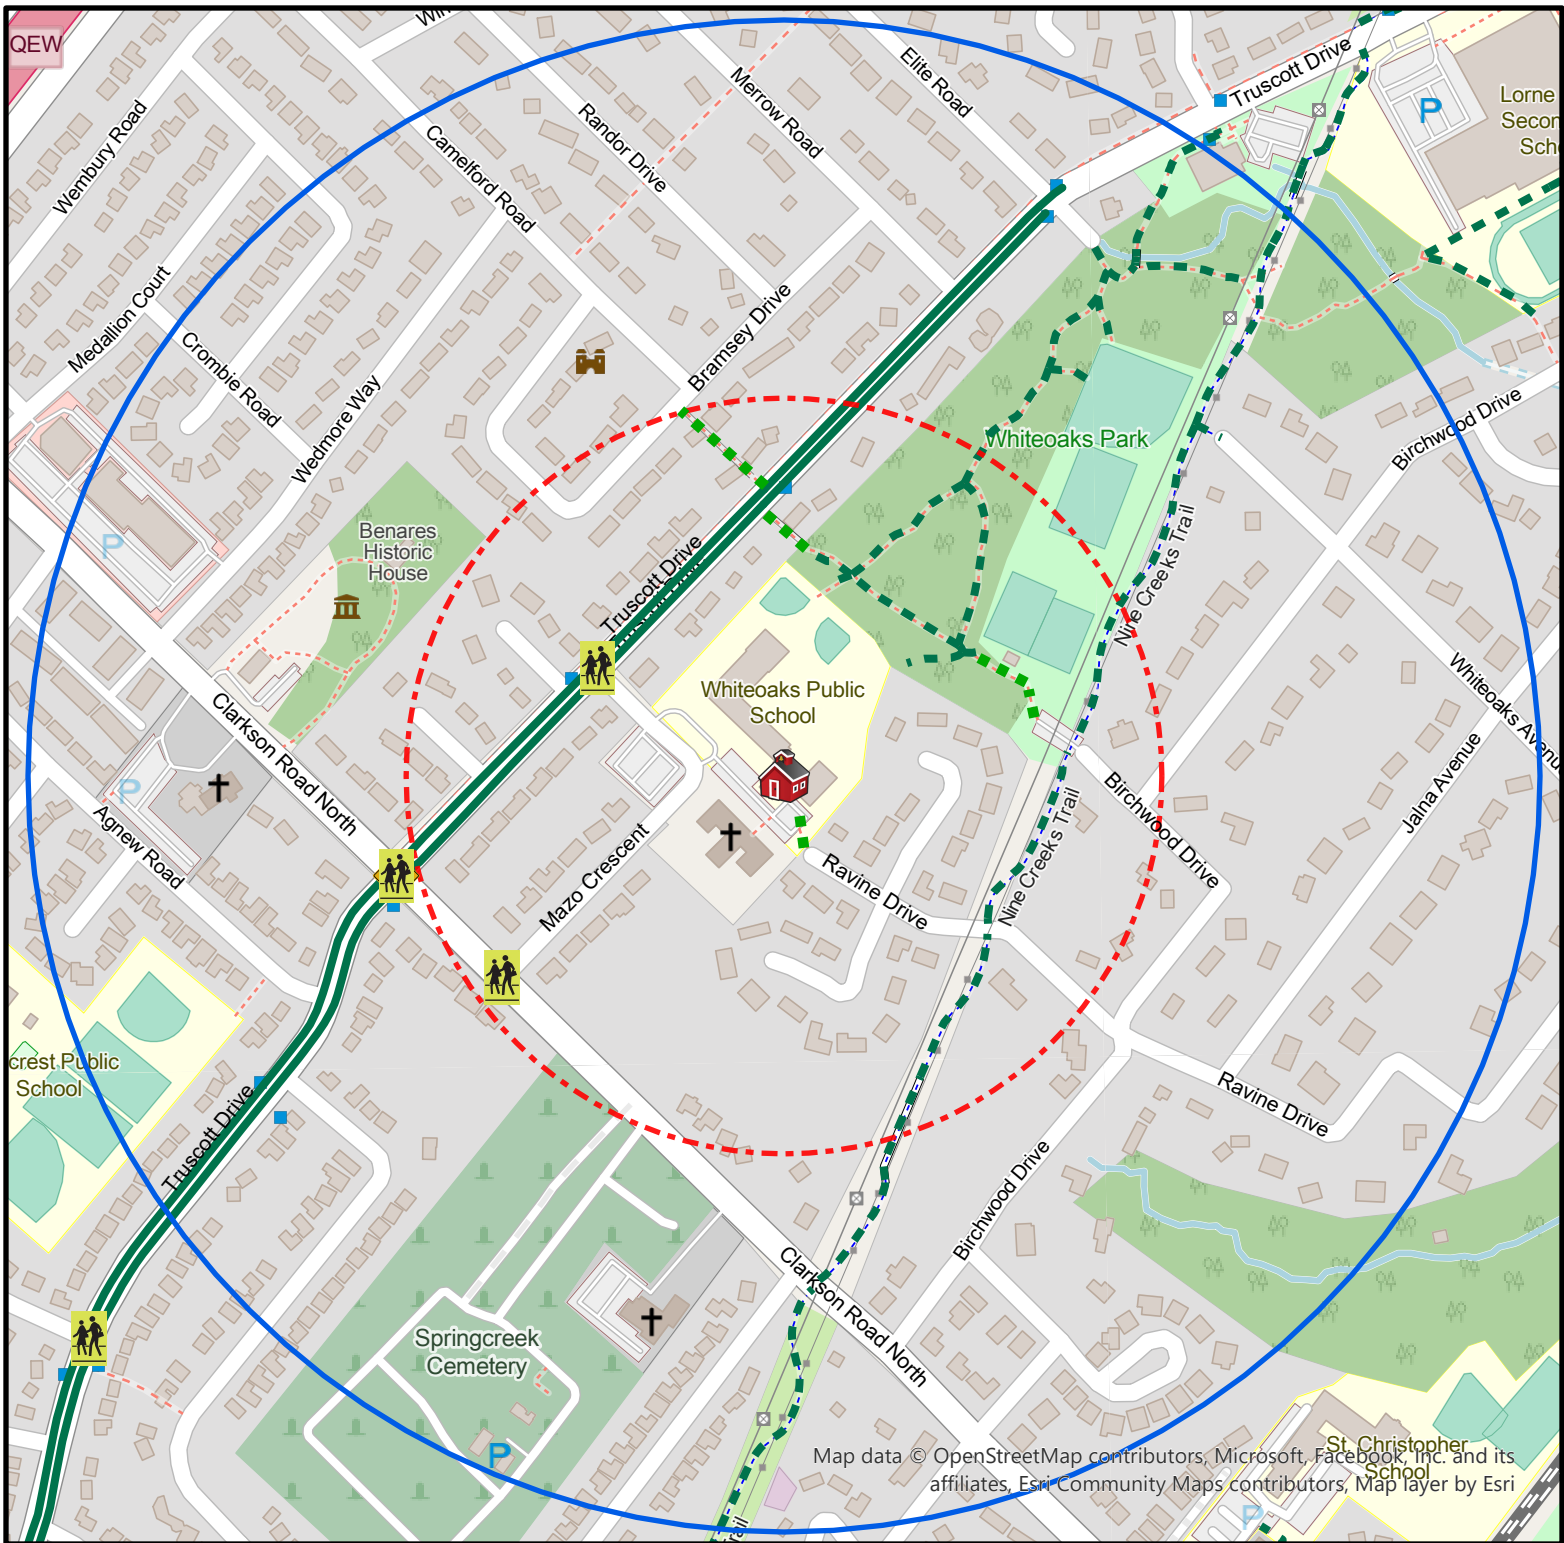 QEW
Elite Road
Merrow Road
Truscott Drive
Lorne
Secon
Sch
P
Wembury Road
Randor Drive
Camelford Road
Medallion Court
Bramsey Drive
Crombie Road
Wedmore Way
Birchwood Drive
Whiteoaks Park
Benares
Historic
House
P
Truscott Drive
Nine Creeks Trail
Whiteoaks Avenue
Whiteoaks Public
School
Clarkson Road North
Jalna Avenue
P
Agnew Road
Birchwood Drive
Nine Creeks Trail
Mazo Crescent
Ravine Drive
crest Public
School
Ravine Drive
Truscott Drive
Birchwood Drive
Clarkson Road North
Springcreek
Cemetery
P
St. Christopher
School
P
Map data © OpenStreetMap contributors, Microsoft, Facebook, Inc. and its
affiliates, Esri Community Maps contributors, Map layer by Esri
rail